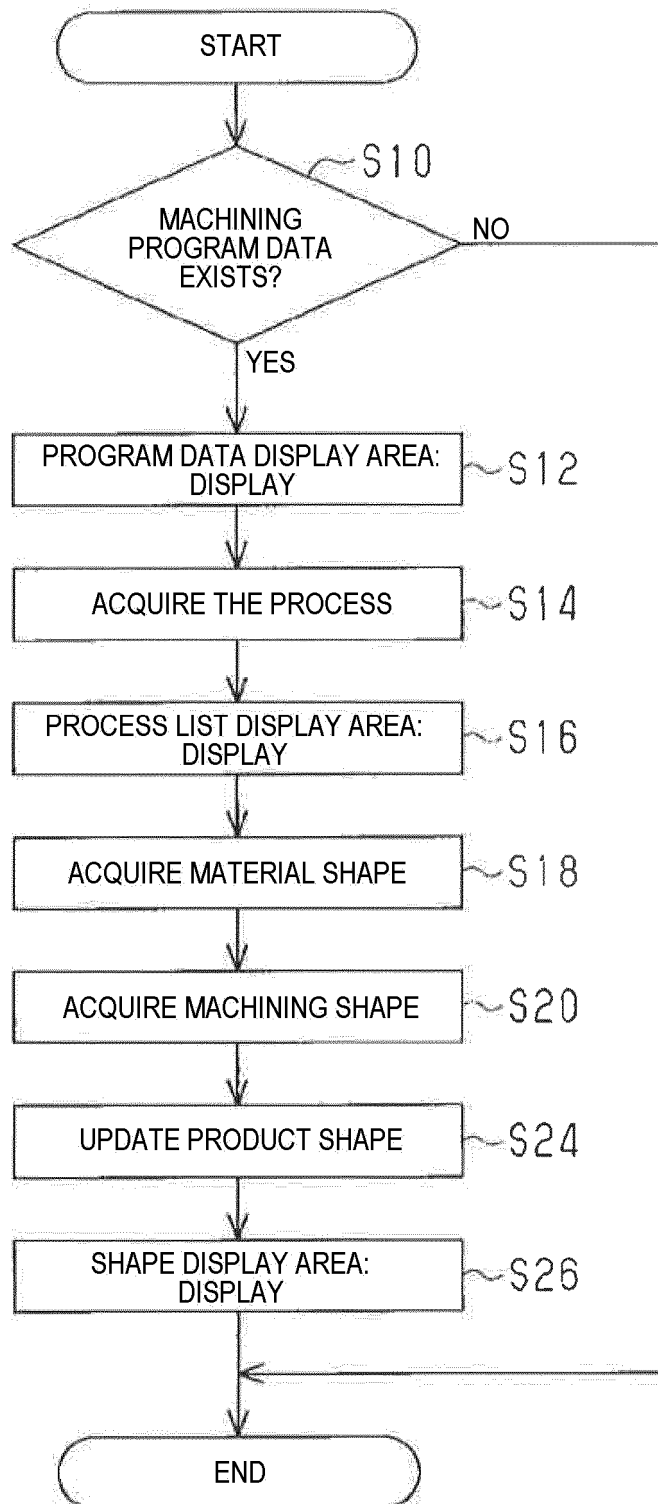 START
S10
MACHINING
PROGRAM DATA
EXISTS?
NO
YES
PROGRAM DATA DISPLAY AREA:
DISPLAY
S12
ACQUIRE THE PROCESS
S14
PROCESS LIST DISPLAY AREA:
DISPLAY
S16
ACQUIRE MATERIAL SHAPE
S18
ACQUIRE MACHINING SHAPE
S20
UPDATE PRODUCT SHAPE
S24
SHAPE DISPLAY AREA:
DISPLAY
S26
END